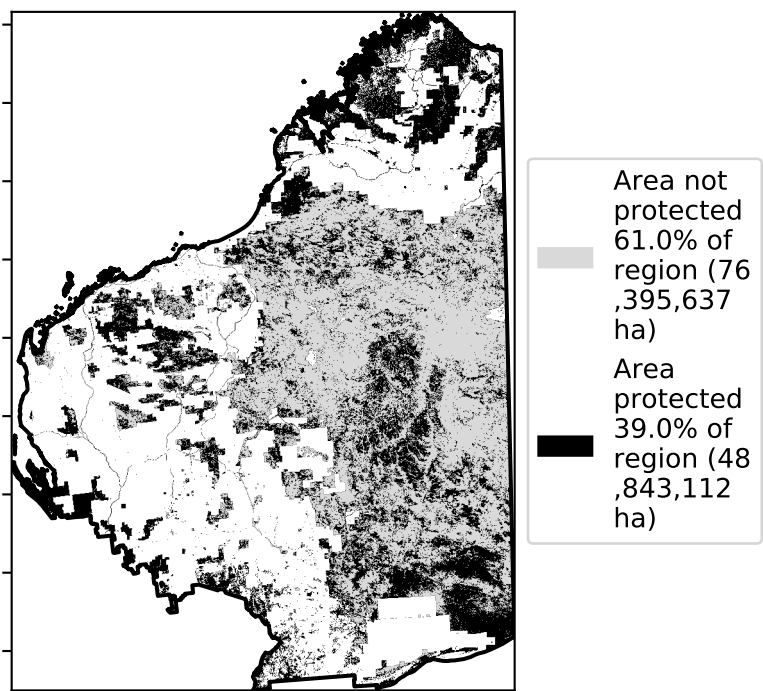 Area not
protected
61.0% of
region (76
,395,637
ha)
Area
protected
39.0% of
region (48
,843,112
ha)